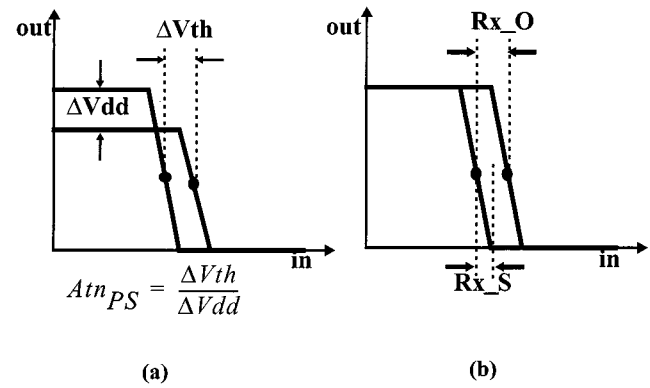 out
ΔVth
ΔVdd
in
Atn_PS = ΔVth / ΔVdd
(a)
out
Rx_O
in
Rx_S
(b)